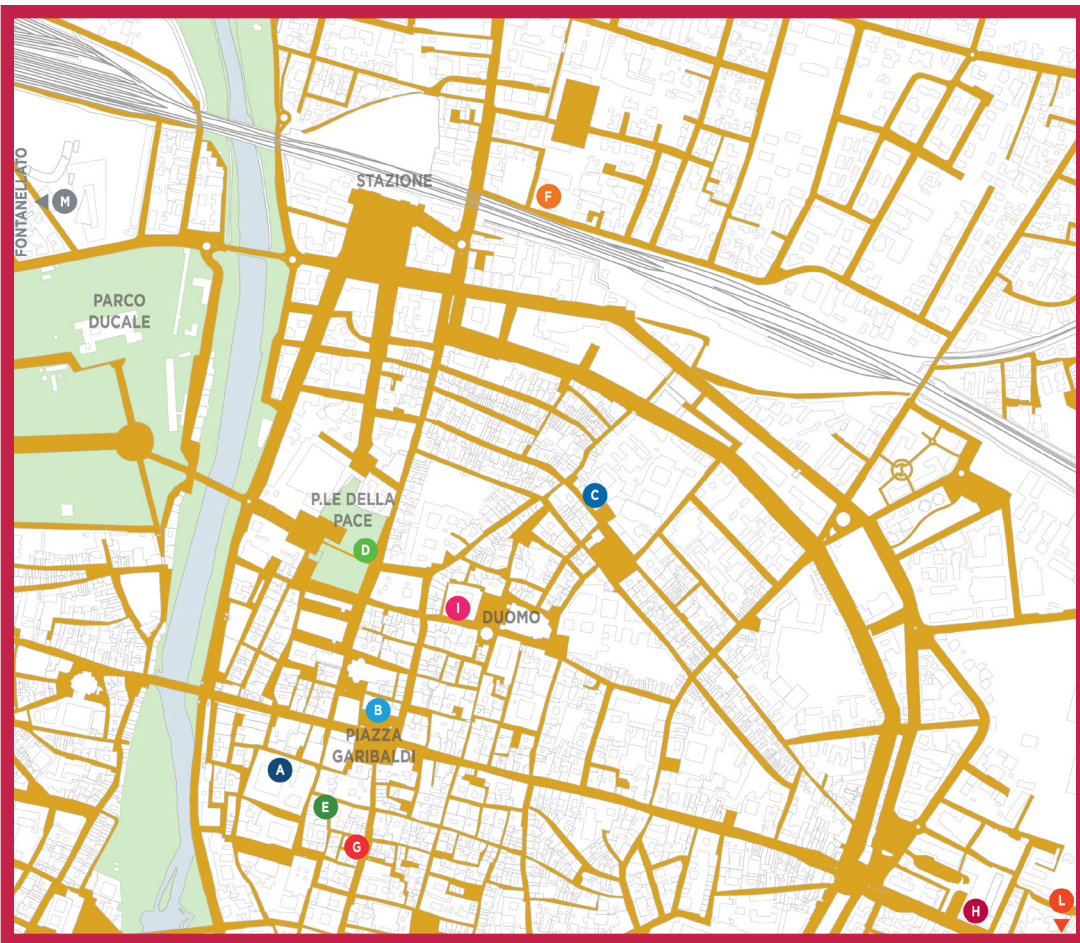 STAZIONE
F
FONTANELLATO
M
PARCO
DUCALE
C
P.LE DELLA
PACE
D
I
DUOMO
B
PIAZZA
GARIBALDI
A
E
G
H
L